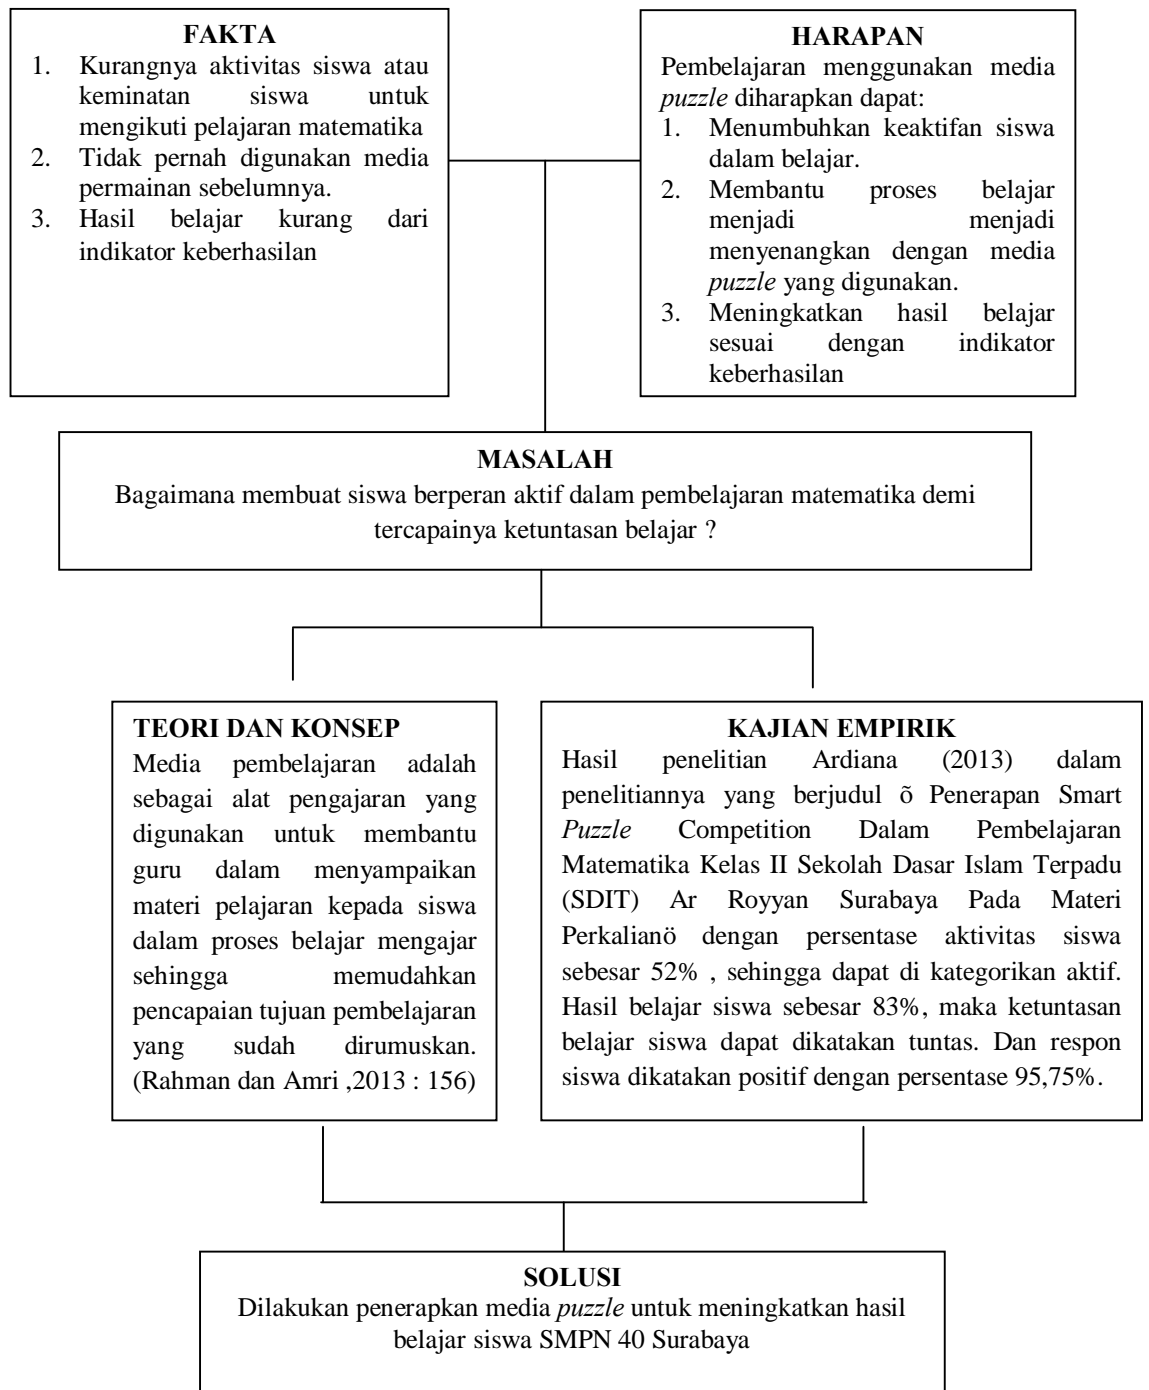 FAKTA
1. Kurangnya aktivitas siswa atau
keminatan siswa untuk
mengikuti pelajaran matematika
2. Tidak pernah digunakan media
permainan sebelumnya.
3. Hasil belajar kurang dari
indikator keberhasilan
HARAPAN
Pembelajaran menggunakan media
puzzle diharapkan dapat:
1. Menumbuhkan keaktifan siswa
dalam belajar.
2. Membantu proses belajar
menjadi menjadi
menyenangkan dengan media
puzzle yang digunakan.
3. Meningkatkan hasil belajar
sesuai dengan indikator
keberhasilan
MASALAH
Bagaimana membuat siswa berperan aktif dalam pembelajaran matematika demi
tercapainya ketuntasan belajar ?
TEORI DAN KONSEP
Media pembelajaran adalah
sebagai alat pengajaran yang
digunakan untuk membantu
guru dalam menyampaikan
materi pelajaran kepada siswa
dalam proses belajar mengajar
sehingga memudahkan
pencapaian tujuan pembelajaran
yang sudah dirumuskan.
(Rahman dan Amri ,2013 : 156)
KAJIAN EMPIRIK
Hasil penelitian Ardiana (2013) dalam
penelitiannya yang berjudul õ Penerapan Smart
Puzzle Competition Dalam Pembelajaran
Matematika Kelas II Sekolah Dasar Islam Terpadu
(SDIT) Ar Royyan Surabaya Pada Materi
Perkalianö dengan persentase aktivitas siswa
sebesar 52% , sehingga dapat di kategorikan aktif.
Hasil belajar siswa sebesar 83%, maka ketuntasan
belajar siswa dapat dikatakan tuntas. Dan respon
siswa dikatakan positif dengan persentase 95,75%.
SOLUSI
Dilakukan penerapkan media puzzle untuk meningkatkan hasil
belajar siswa SMPN 40 Surabaya